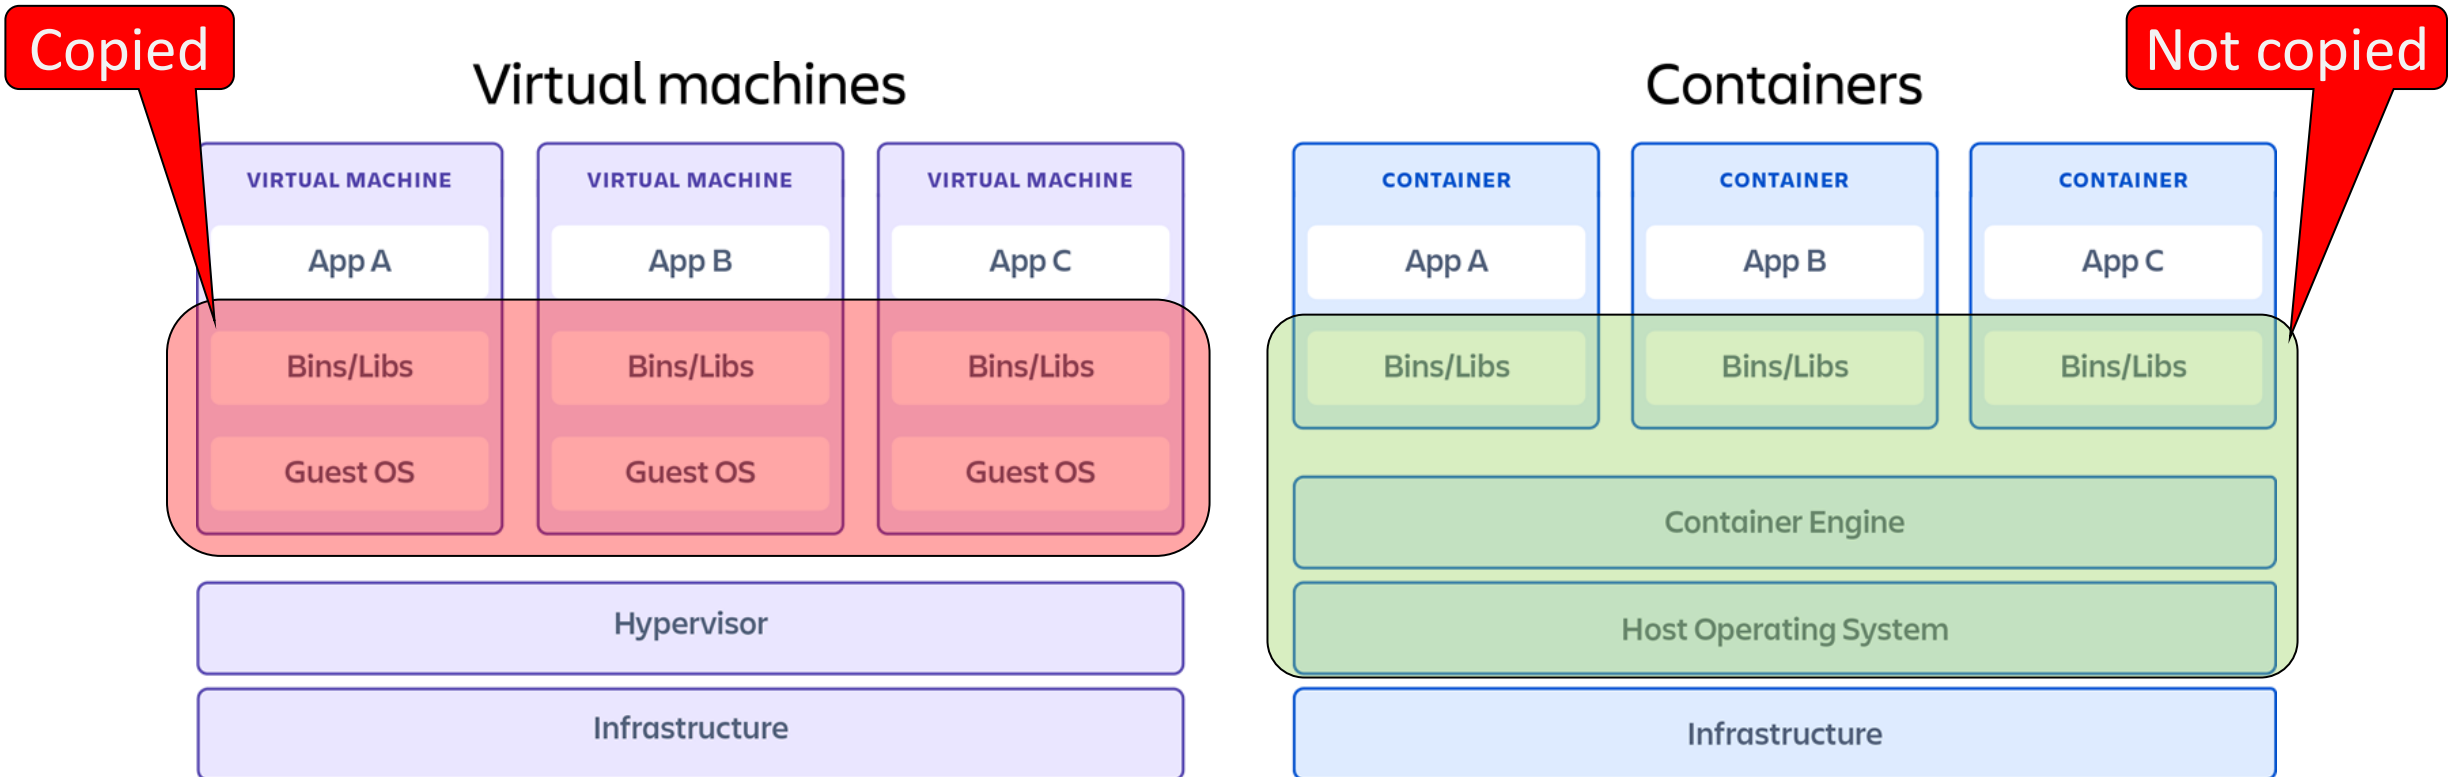 Copied
Not copied
Virtual machines
Containers
VIRTUAL MACHINE
VIRTUAL MACHINE
VIRTUAL MACHINE
App A
App B
App C
Bins/Libs
Bins/Libs
Bins/Libs
Guest OS
Guest OS
Guest OS
Hypervisor
Infrastructure
CONTAINER
CONTAINER
CONTAINER
App A
App B
App C
Bins/Libs
Bins/Libs
Bins/Libs
Container Engine
Host Operating System
Infrastructure